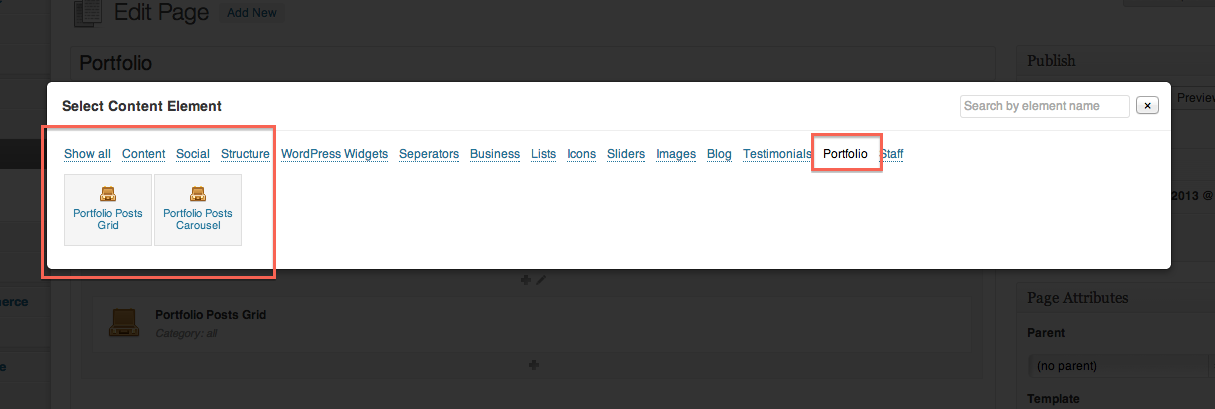 Edit Page Add New
Portfolio
Publish
Preview
Select Content Element
Search by element name
×
Show all Content Social Structure WordPress Widgets Seperators Business Lists Icons Sliders Images Blog Testimonials Portfolio Staff
Portfolio Posts
Grid
Portfolio Posts
Carousel
2013 @
Portfolio Posts Grid
Category: all
merce
e
Page Attributes
Parent
(no parent)
Template